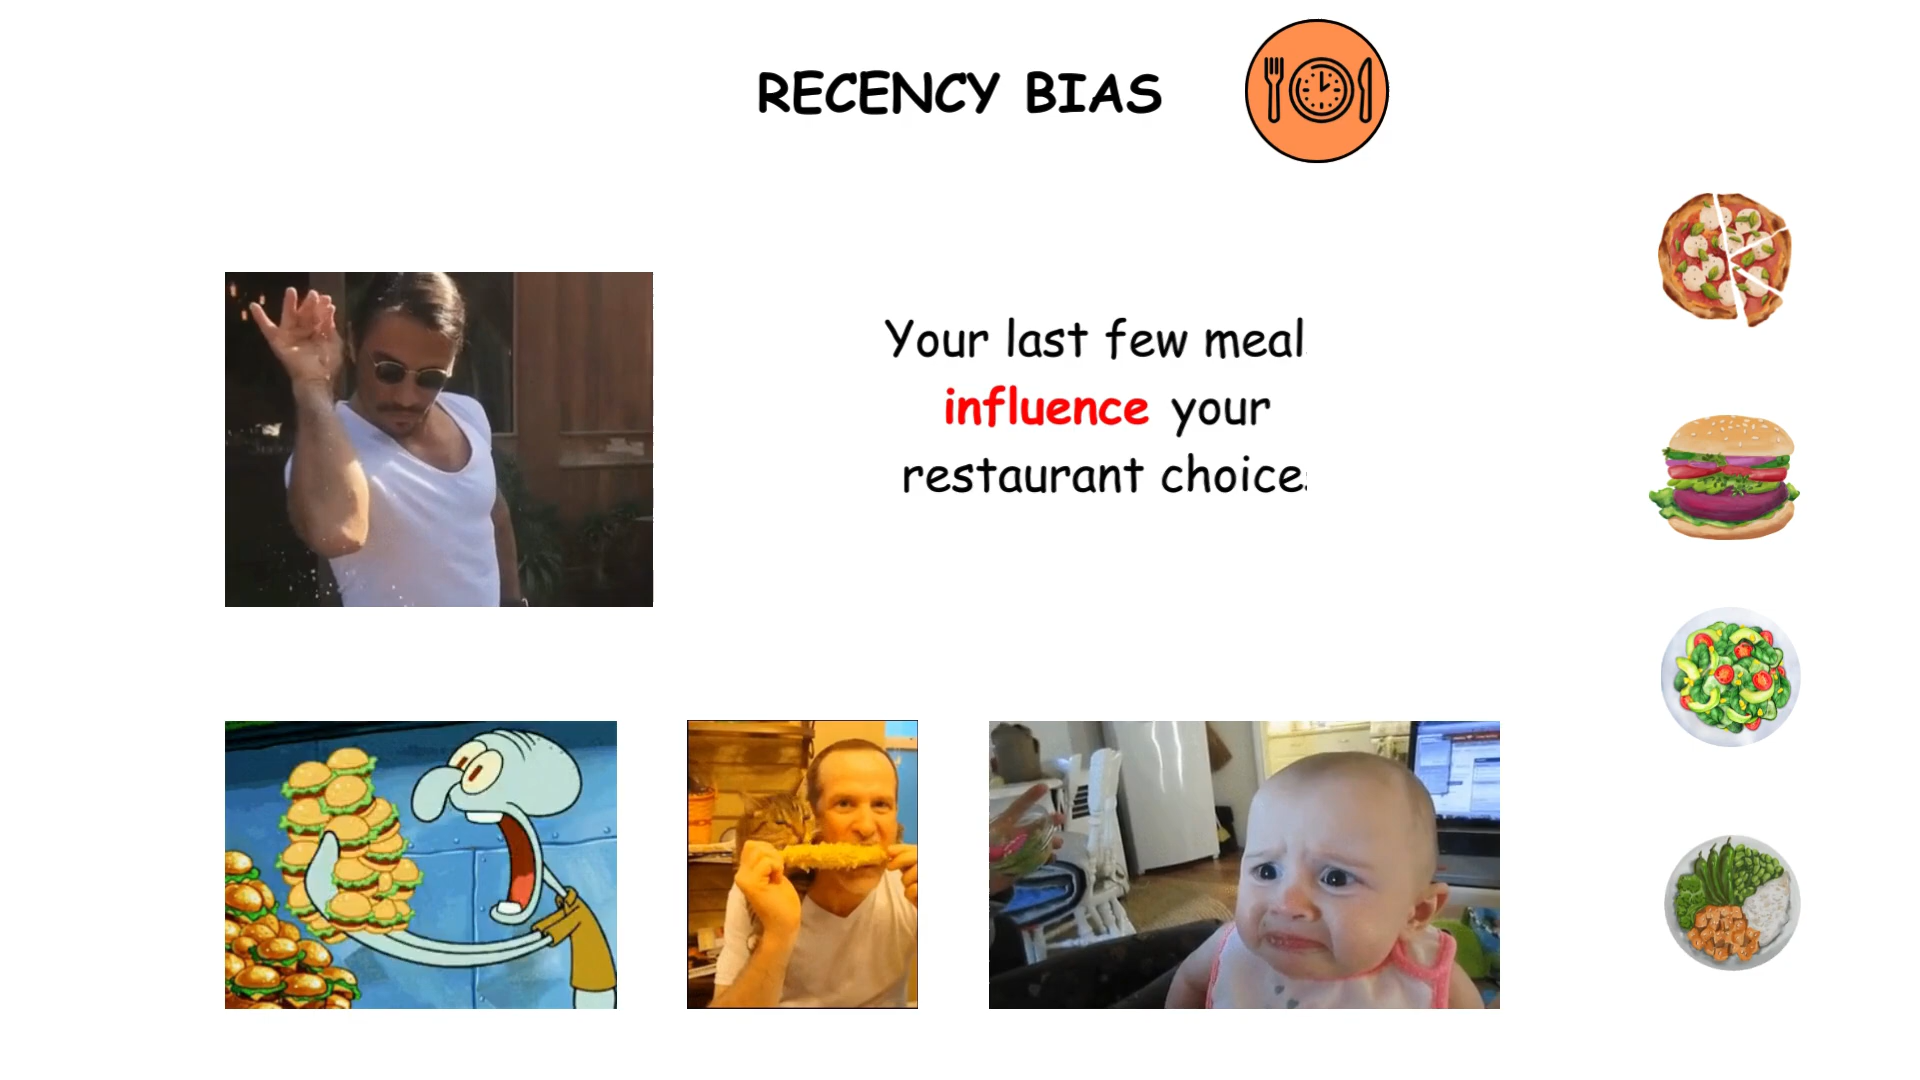 RECENCY BIAS
Your last few meal
influence your
restaurant choice